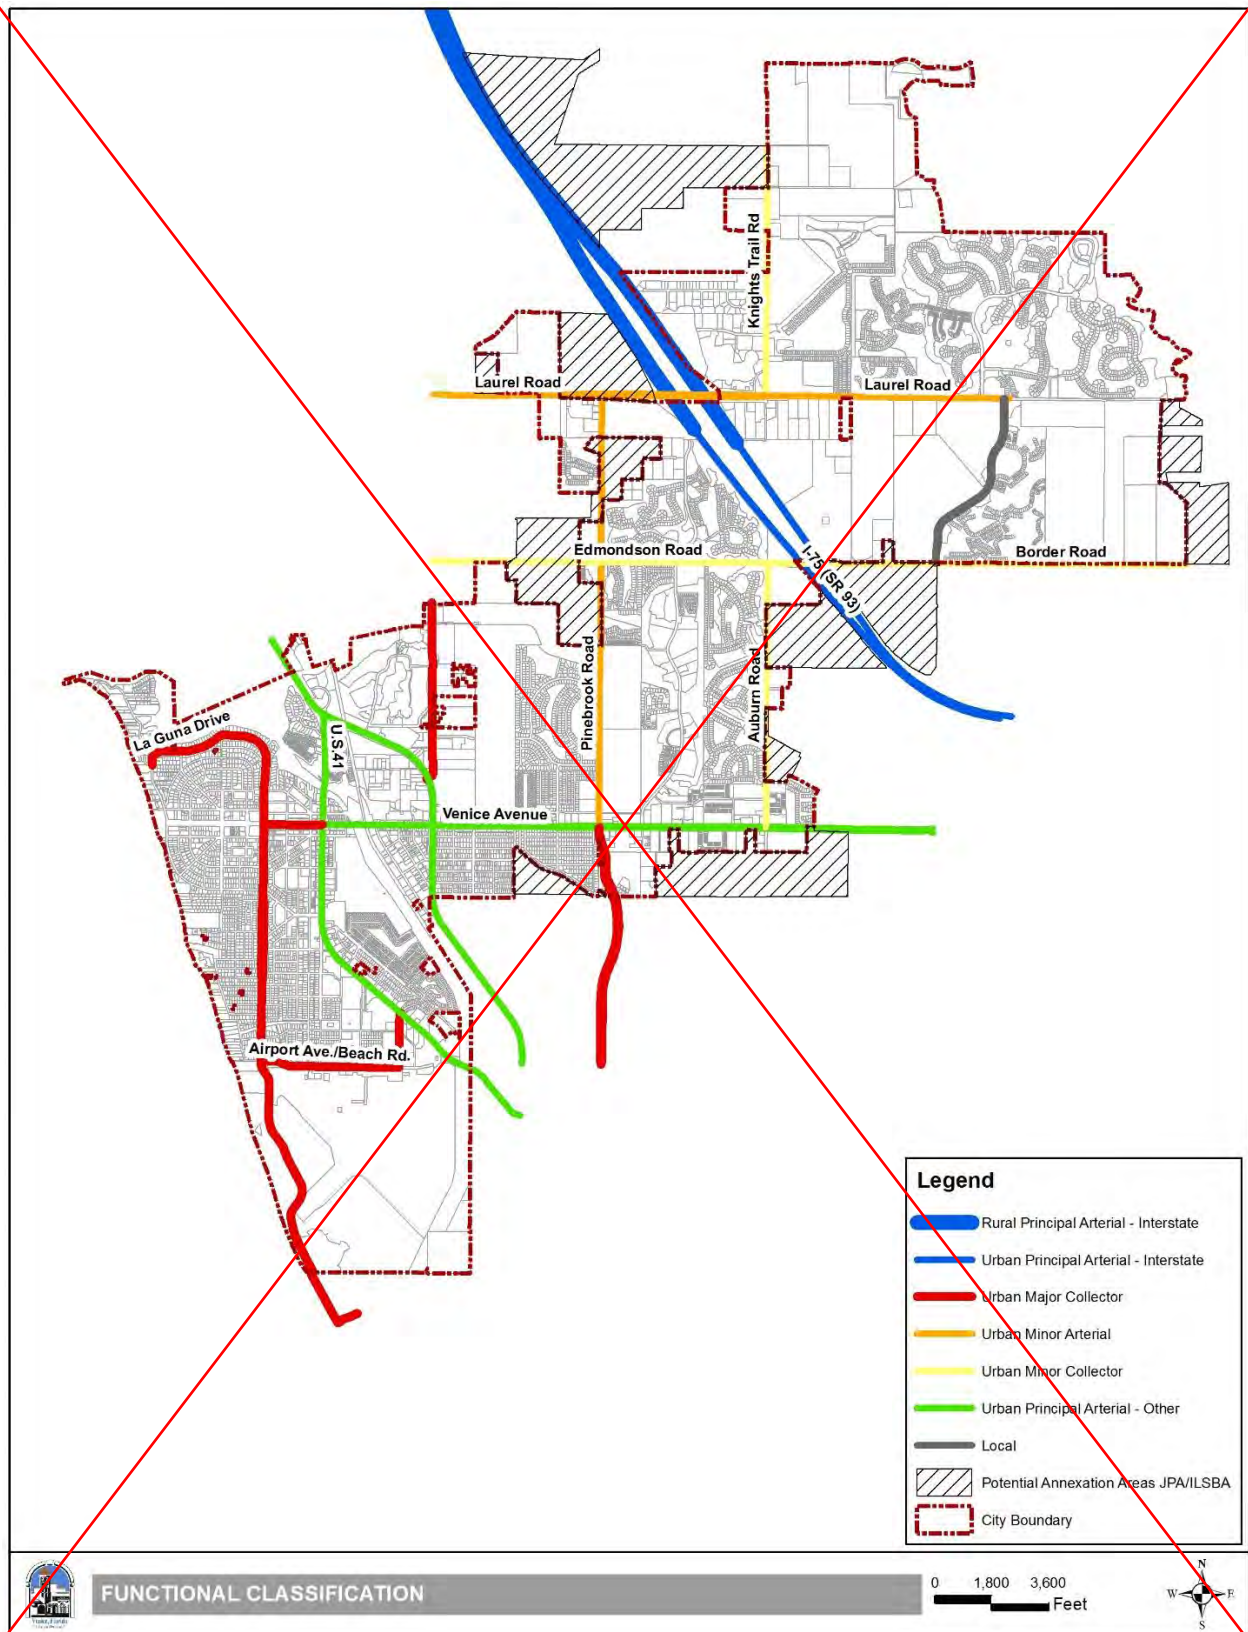 Knights Trail Rd
Laurel Road
Laurel Road
Edmondson Road
Border Road
I-75 (SR 93)
Pinebrook Road
Auburn Road
La Guna Drive
U.S.41
Venice Avenue
Airport Ave./Beach Rd.
Legend
Rural Principal Arterial - Interstate
Urban Principal Arterial - Interstate
Urban Major Collector
Urban Minor Arterial
Urban Minor Collector
Urban Principal Arterial - Other
Local
Potential Annexation Areas JPA/ILSBA
City Boundary
FUNCTIONAL CLASSIFICATION
0 1,800 3,600
Feet
N
W E
S